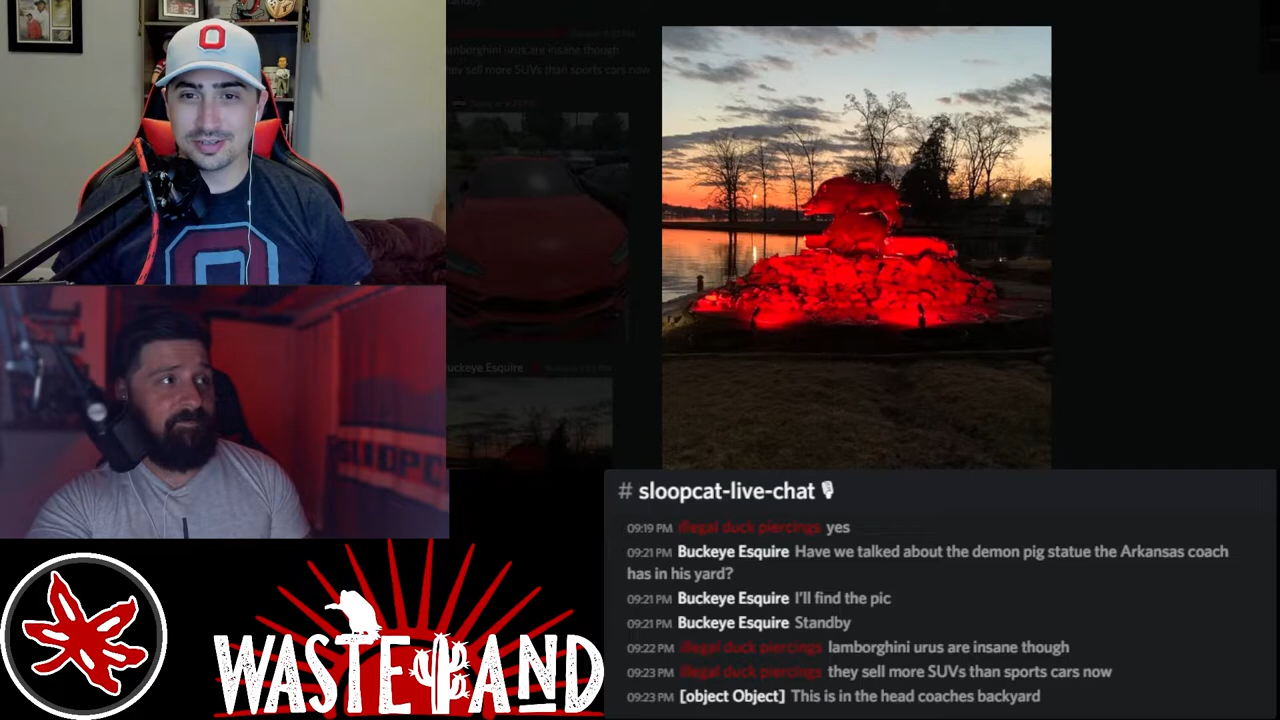 lamborghini urus are insane though
they sell more SUVs than sports cars now
Buckeye Esquire
O
O
SLOOPC
# sloopcat-live-chat
09:19 PM illegal duck piercings yes
09:21 PM Buckeye Esquire Have we talked about the demon pig statue the Arkansas coach
has in his yard?
09:21 PM Buckeye Esquire I'll find the pic
09:21 PM Buckeye Esquire Standby
09:22 PM illegal duck piercings lamborghini urus are insane though
09:23 PM illegal duck piercings they sell more SUVs than sports cars now
09:23 PM [object Object] This is in the head coaches backyard
WASTELAND